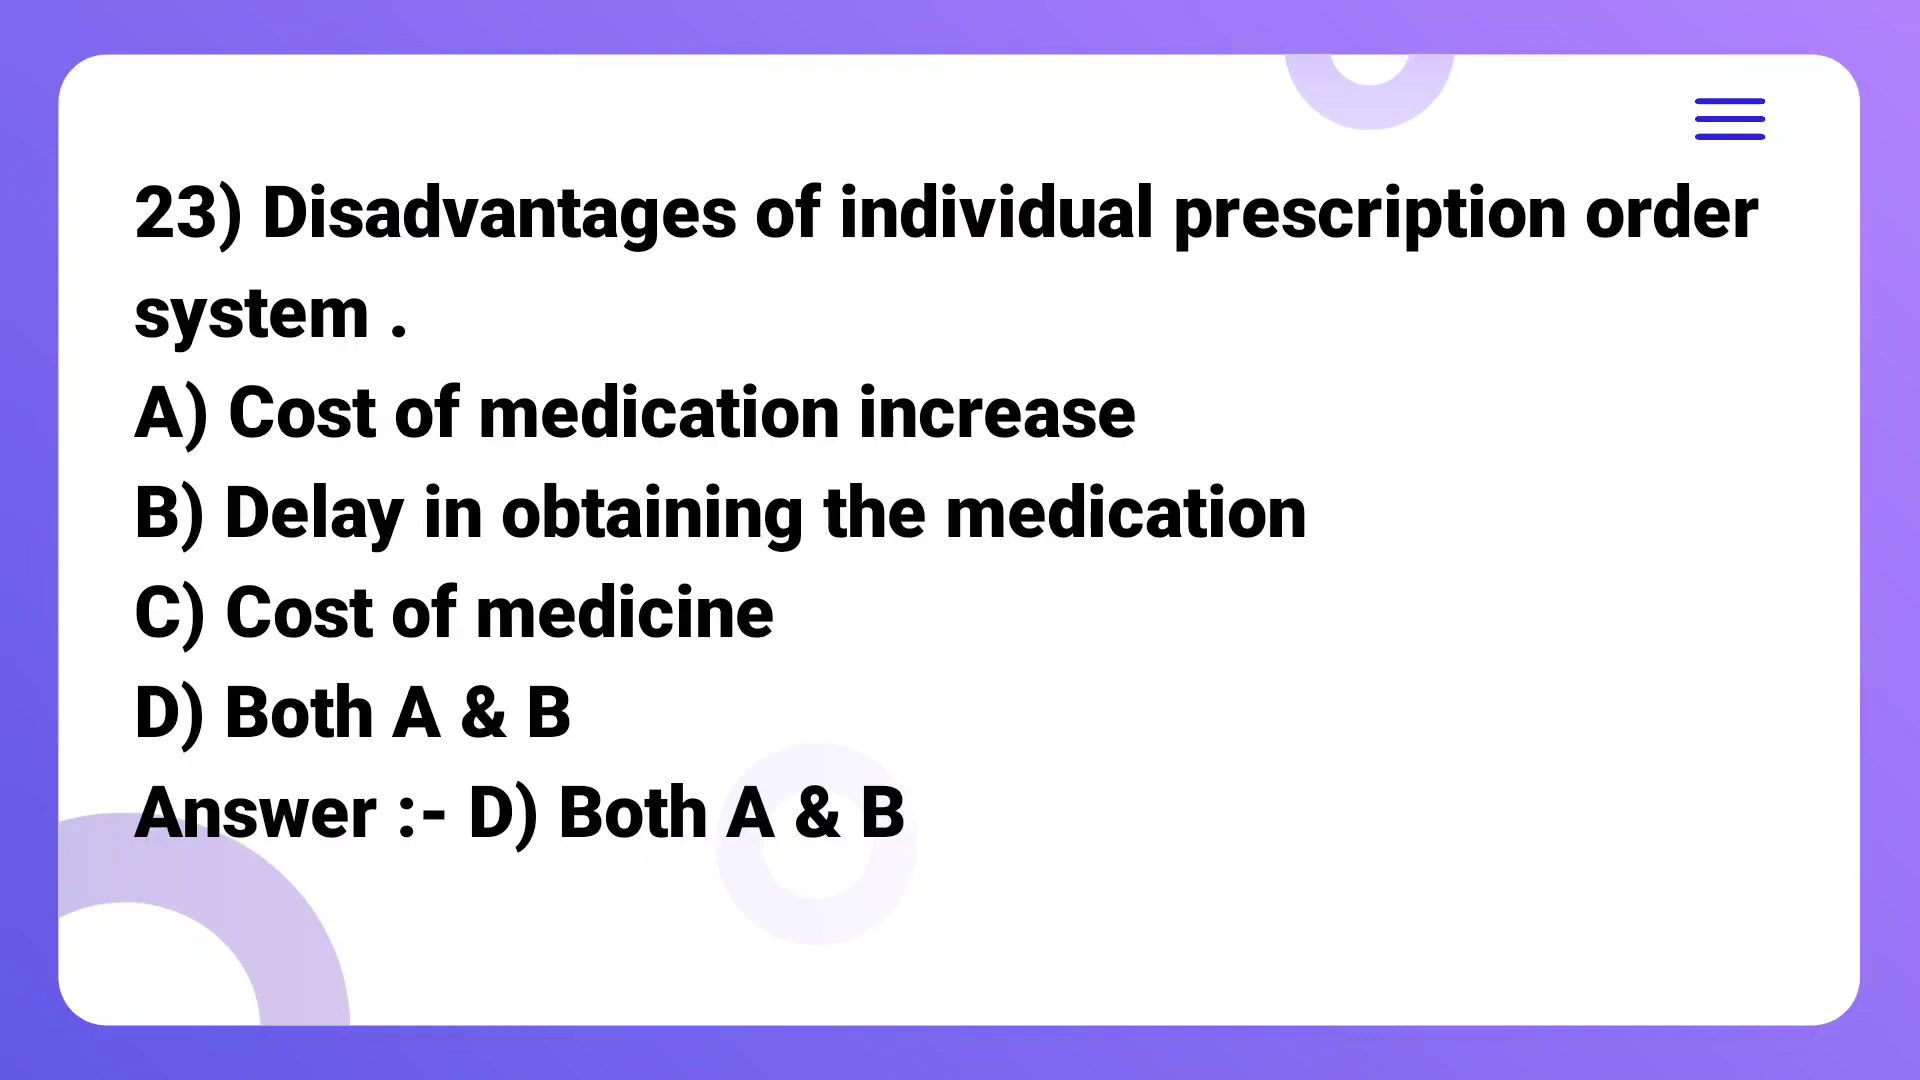 23) Disadvantages of individual prescription order
system .
A) Cost of medication increase
B) Delay in obtaining the medication
C) Cost of medicine
D) Both A & B
Answer :- D) Both A & B